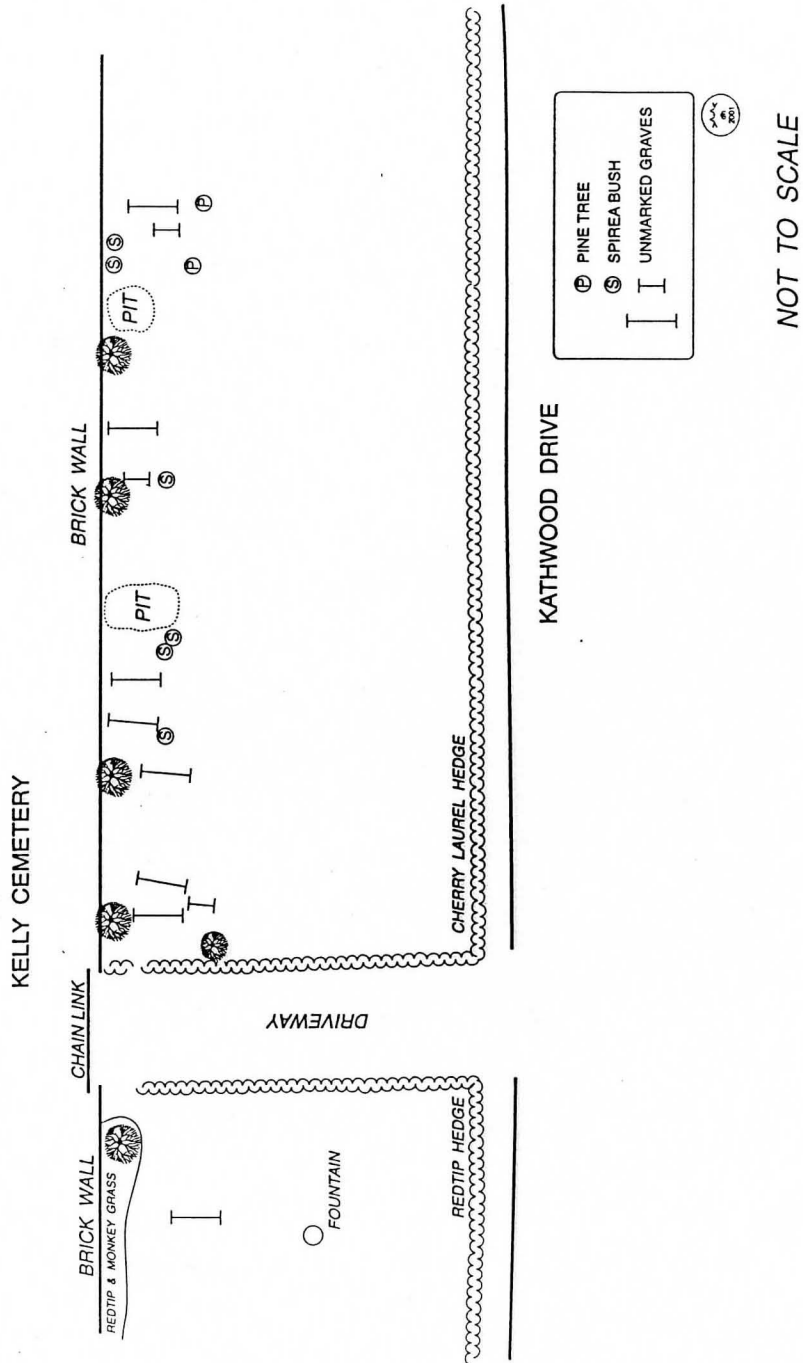 KELLY CEMETERY
BRICK WALL
REDTIP & MONKEY GRASS
CHAIN LINK
BRICK WALL
PIT
PIT
S
S
S
S
S
S
S
P
P
DRIVEWAY
FOUNTAIN
REDTIP HEDGE
CHERRY LAUREL HEDGE
KATHWOOD DRIVE
P PINE TREE
S SPIREA BUSH
UNMARKED GRAVES
2001
NOT TO SCALE